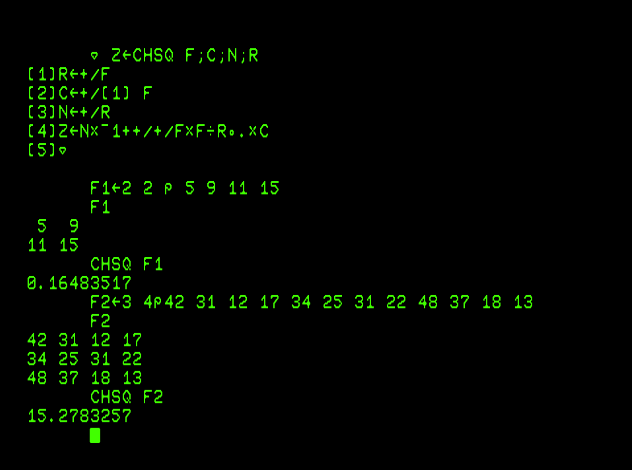 ∇ Z←CHSQ F;C;N;R
[1]R←+/F
[2]C←+/[1] F
[3]N←+/R
[4]Z←N×¯1++/+/F×F÷R∘.×C
[5]∇
F1←2 2 ⍴ 5 9 11 15
F1
5 9
11 15
CHSQ F1
0.16483517
F2←3 4⍴42 31 12 17 34 25 31 22 48 37 18 13
F2
42 31 12 17
34 25 31 22
48 37 18 13
CHSQ F2
15.2783257